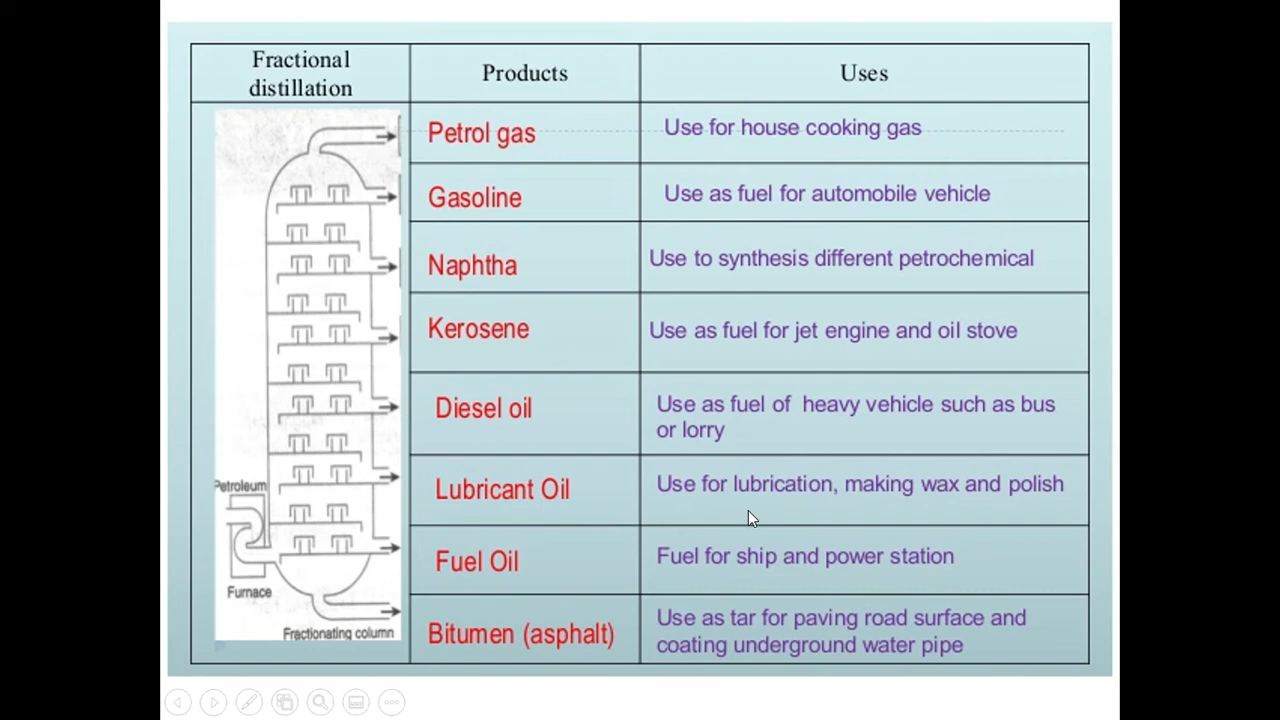 Fractional
distillation
Products
Uses
Petrol gas
Use for house cooking gas
Gasoline
Use as fuel for automobile vehicle
Naphtha
Use to synthesis different petrochemical
Kerosene
Use as fuel for jet engine and oil stove
Diesel oil
Use as fuel of heavy vehicle such as bus
or lorry
Lubricant Oil
Use for lubrication, making wax and polish
Fuel Oil
Fuel for ship and power station
Bitumen (asphalt)
Use as tar for paving road surface and
coating underground water pipe
Petroleum
Furnace
Fractionating column